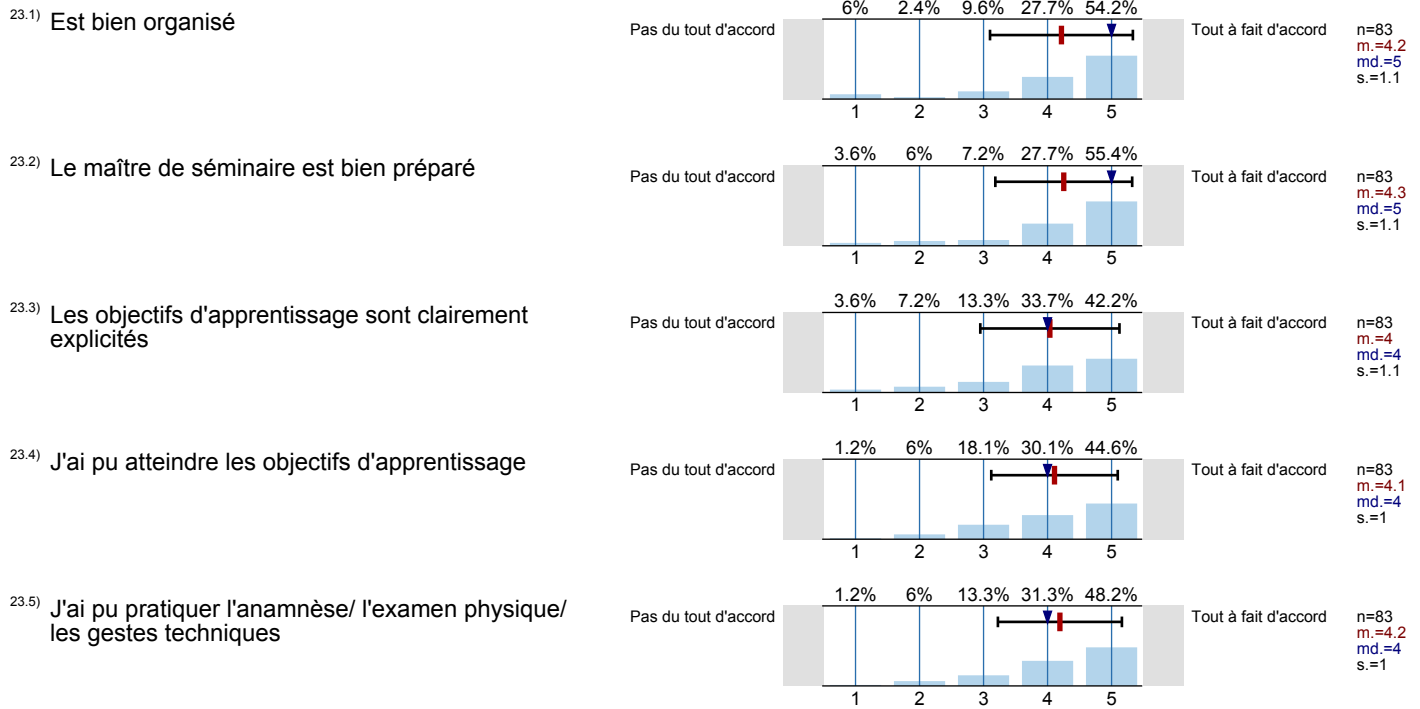 23.1) Est bien organisé
Pas du tout d'accord
6% 2.4% 9.6% 27.7% 54.2%
1 2 3 4 5
Tout à fait d'accord
n=83
m.=4.2
md.=5
s.=1.1
23.2) Le maître de séminaire est bien préparé
Pas du tout d'accord
3.6% 6% 7.2% 27.7% 55.4%
1 2 3 4 5
Tout à fait d'accord
n=83
m.=4.3
md.=5
s.=1.1
23.3) Les objectifs d'apprentissage sont clairement
explicités
Pas du tout d'accord
3.6% 7.2% 13.3% 33.7% 42.2%
1 2 3 4 5
Tout à fait d'accord
n=83
m.=4
md.=4
s.=1.1
23.4) J'ai pu atteindre les objectifs d'apprentissage
Pas du tout d'accord
1.2% 6% 18.1% 30.1% 44.6%
1 2 3 4 5
Tout à fait d'accord
n=83
m.=4.1
md.=4
s.=1
23.5) J'ai pu pratiquer l'anamnèse/ l'examen physique/
les gestes techniques
Pas du tout d'accord
1.2% 6% 13.3% 31.3% 48.2%
1 2 3 4 5
Tout à fait d'accord
n=83
m.=4.2
md.=4
s.=1